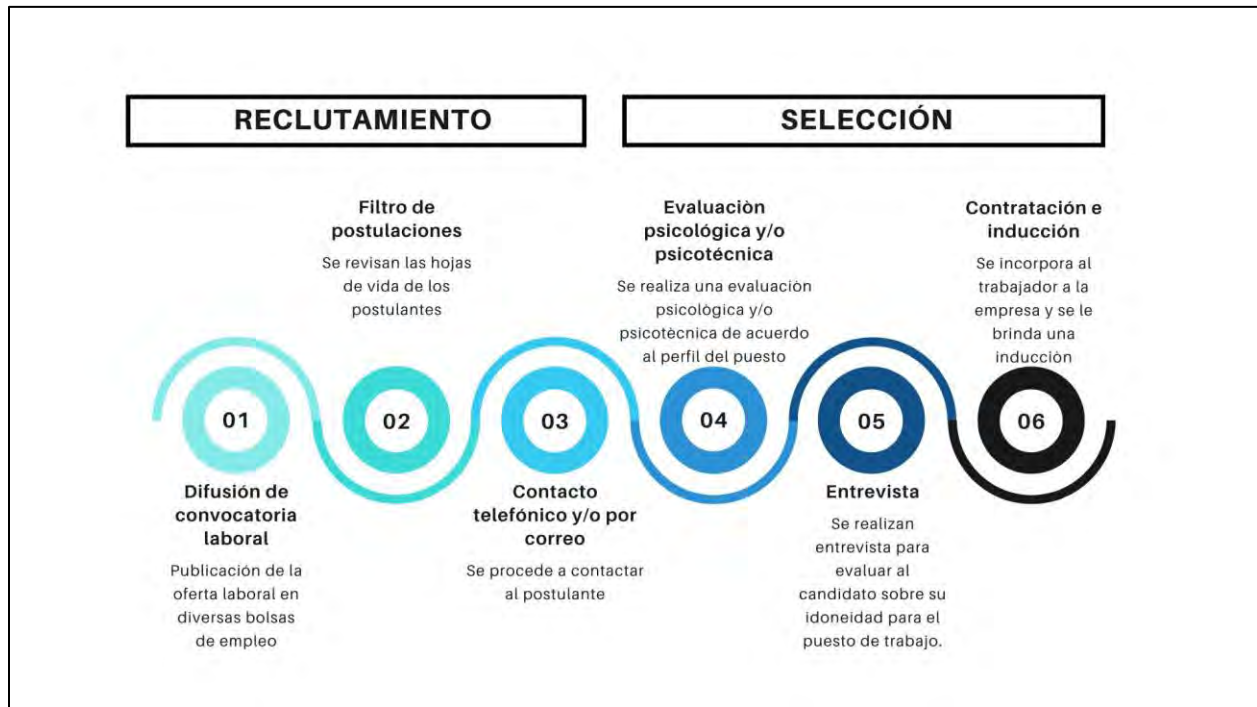 RECLUTAMIENTO
SELECCIÓN
01
Difusión de
convocatoria
laboral
Publicación de la
oferta laboral en
diversas bolsas
de empleo
Filtro de
postulaciones
Se revisan las hojas
de vida de los
postulantes
02
03
Contacto
telefónico y/o por
correo
Se procede a contactar
al postulante
Evaluaciòn
psicológica y/o
psicotécnica
Se realiza una evaluaciòn
psicològica y/o
psicotècnica de acuerdo
al perfil del puesto
04
05
Entrevista
Se realizan
entrevista para
evaluar al
candidato sobre su
idoneidad para el
puesto de trabajo.
Contratación e
inducción
Se incorpora al
trabajador a la
empresa y se le
brinda una
inducciòn
06